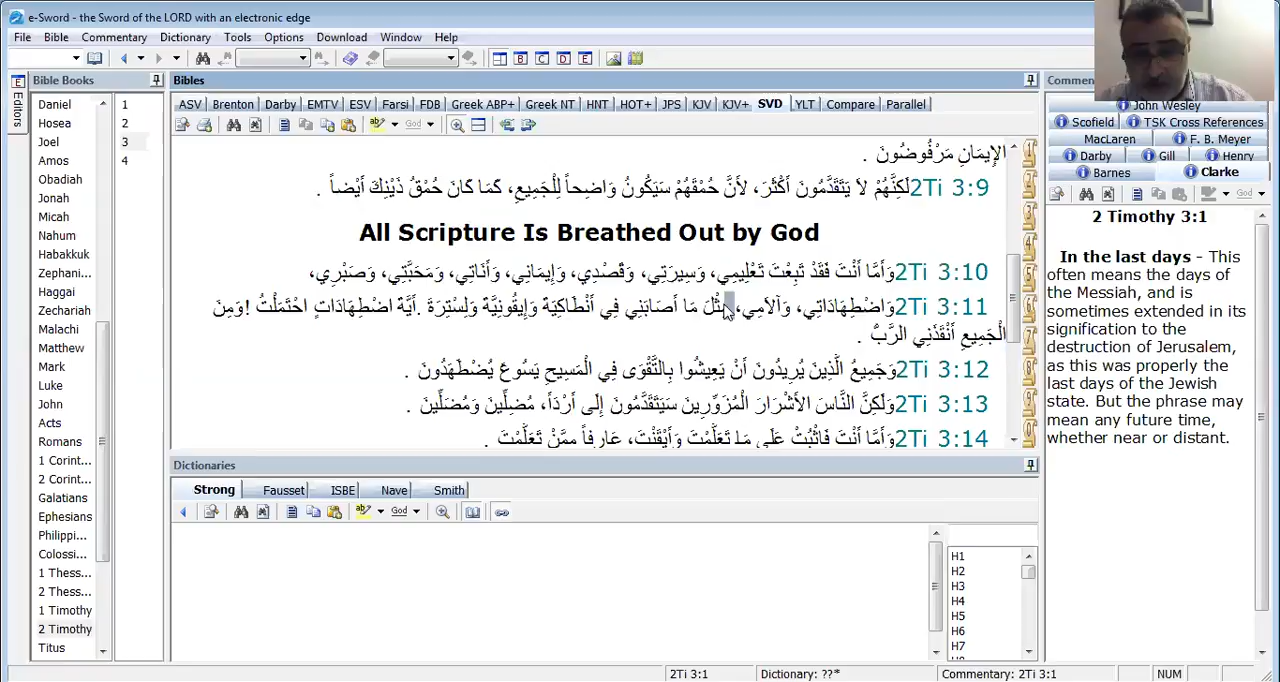 e-Sword - the Sword of the LORD with an electronic edge
File Bible Commentary Dictionary Tools Options Download Window Help
Bible Books
Bibles
Commen
Editors
ASV Brenton Darby EMTV ESV Farsi FDB Greek ABP+ Greek NT HNT HOT+ JPS KJV KJV+ SVD YLT Compare Parallel
Daniel
Hosea
Joel
Amos
Obadiah
Jonah
Micah
Nahum
Habakkuk
Zephani...
Haggai
Zechariah
Malachi
Matthew
Mark
Luke
John
Acts
Romans
1 Corint...
2 Corint...
Galatians
Ephesians
Philippi...
Colossi...
1 Thess...
2 Thess...
1 Timothy
2 Timothy
Titus
1
2
3
4
الإِيمَانِ مَرْفُوضُونَ .
2Ti 3:9 لَكِنَّهُمْ لاَ يَتَقَدَّمُونَ أَكْثَرَ، لأَنَّ حُمْقَهُمْ سَيَكُونُ وَاضِحاً لِلْجَمِيعِ، كَمَا كَانَ حُمْقُ ذَيْنِكَ أَيْضاً .
All Scripture Is Breathed Out by God
2Ti 3:10 وَأَمَّا أَنْتَ فَقَدْ تَبِعْتَ تَعْلِيمِي، وَسِيرَتِي، وَقَصْدِي، وَإِيمَانِي، وَأَنَاتِي، وَمَحَبَّتِي، وَصَبْرِي،
2Ti 3:11 وَاضْطِهَادَاتِي، وَآلاَمِي، مِثْلَ مَا أَصَابَنِي فِي أَنْطَاكِيَةَ وَإِيقُونِيَّةَ وَلِسْتِرَةَ .أَيَّةَ اضْطِهَادَاتٍ احْتَمَلْتُ !وَمِنَ
الْجَمِيعِ أَنْقَذَنِي الرَّبُّ .
2Ti 3:12 وَجَمِيعُ الَّذِينَ يُرِيدُونَ أَنْ يَعِيشُوا بِالتَّقْوَى فِي الْمَسِيحِ يَسُوعَ يُضْطَهَدُونَ .
2Ti 3:13 وَلَكِنَّ النَّاسَ الأَشْرَارَ الْمُزَوِّرِينَ سَيَتَقَدَّمُونَ إِلَى أَرْدَأَ، مُضِلِّينَ وَمُضَلِّينَ .
2Ti 3:14 وَأَمَّا أَنْتَ فَاثْبُتْ عَلَى مَا تَعَلَّمْتَ وَأَيْقَنْتَ، عَارِفاً مِمَّنْ تَعَلَّمْتَ .
Dictionaries
Strong Fausset ISBE Nave Smith
H1
H2
H3
H4
H5
H6
H7
John Wesley
Scofield TSK Cross References
MacLaren F. B. Meyer
Darby Gill Henry
Barnes Clarke
2 Timothy 3:1
In the last days - This
often means the days of
the Messiah, and is
sometimes extended in its
signification to the
destruction of Jerusalem,
as this was properly the
last days of the Jewish
state. But the phrase may
mean any future time,
whether near or distant.
2Ti 3:1 Dictionary: ??* Commentary: 2Ti 3:1 NUM